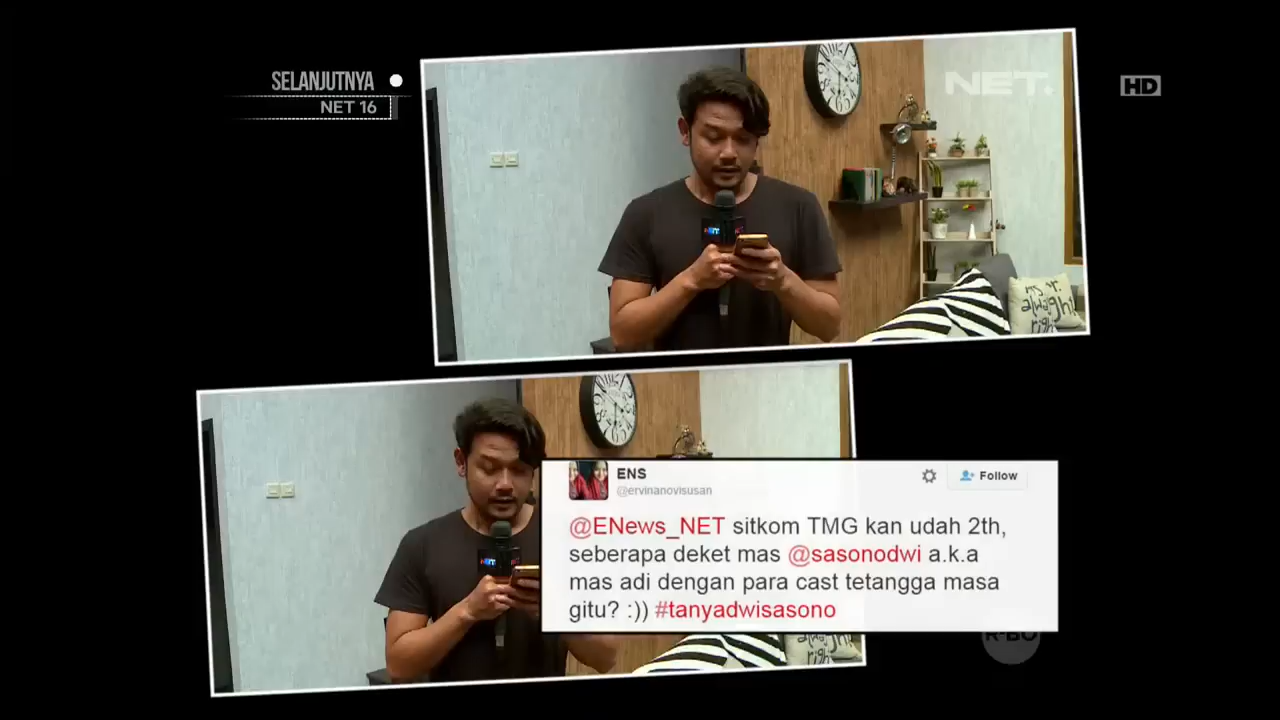 SELANJUTNYA
NET 16
NET.
HD
ENS
@ervinanovisusan
Follow
@ENews_NET sitkom TMG kan udah 2th,
seberapa deket mas @sasonodwi a.k.a
mas adi dengan para cast tetangga masa
gitu? :)) #tanyadwisasono